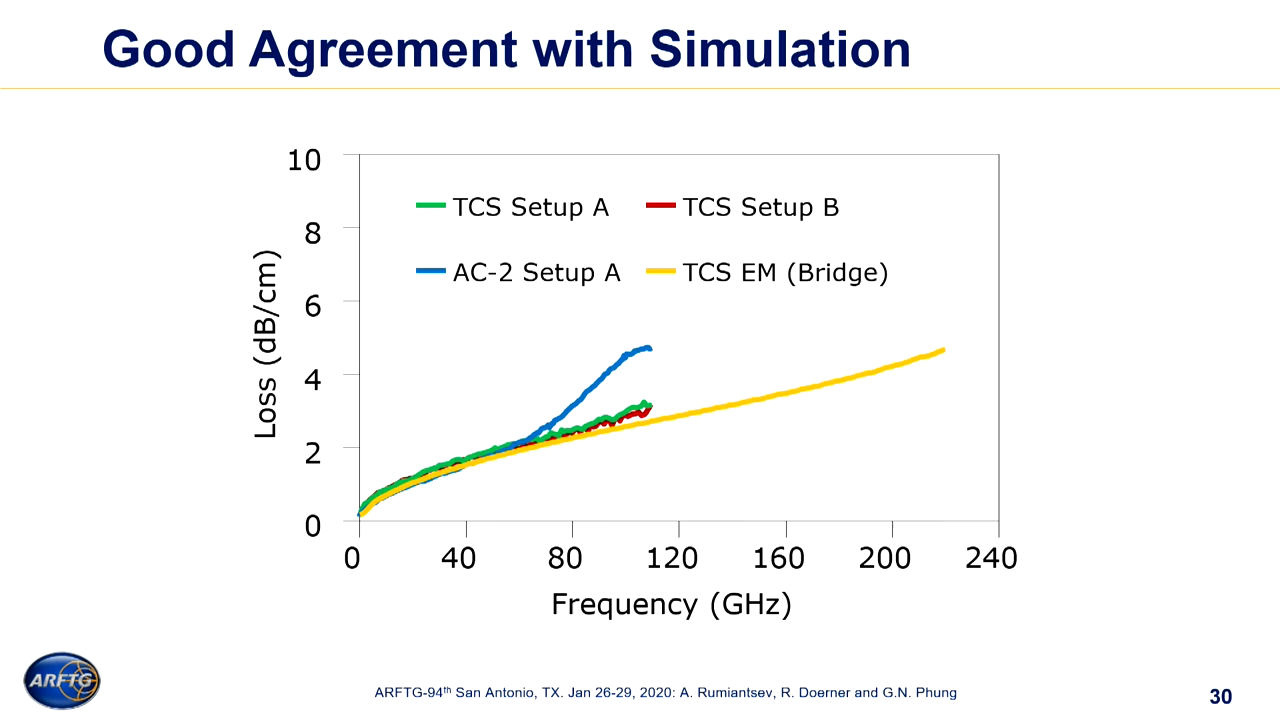 Good Agreement with Simulation
10
8
6
4
2
0
Loss (dB/cm)
TCS Setup A
TCS Setup B
AC-2 Setup A
TCS EM (Bridge)
0 40 80 120 160 200 240
Frequency (GHz)
ARFTG
ARFTG-94th San Antonio, TX. Jan 26-29, 2020: A. Rumiantsev, R. Doerner and G.N. Phung
30